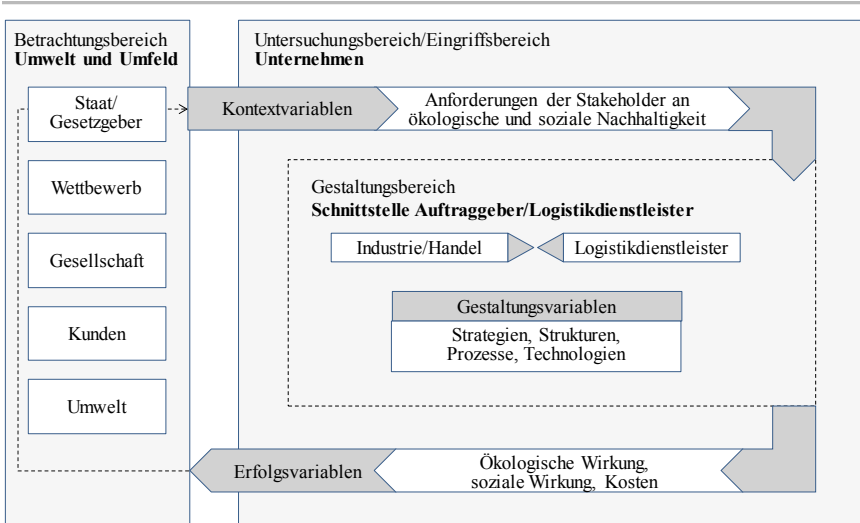 Betrachtungsbereich
Umwelt und Umfeld
Staat/
Gesetzgeber
Wettbewerb
Gesellschaft
Kunden
Umwelt
Untersuchungsbereich/Eingriffsbereich
Unternehmen
Kontextvariablen
Anforderungen der Stakeholder an
ökologische und soziale Nachhaltigkeit
Gestaltungsbereich
Schnittstelle Auftraggeber/Logistikdienstleister
Industrie/Handel
Logistikdienstleister
Gestaltungsvariablen
Strategien, Strukturen,
Prozesse, Technologien
Erfolgsvariablen
Ökologische Wirkung,
soziale Wirkung, Kosten